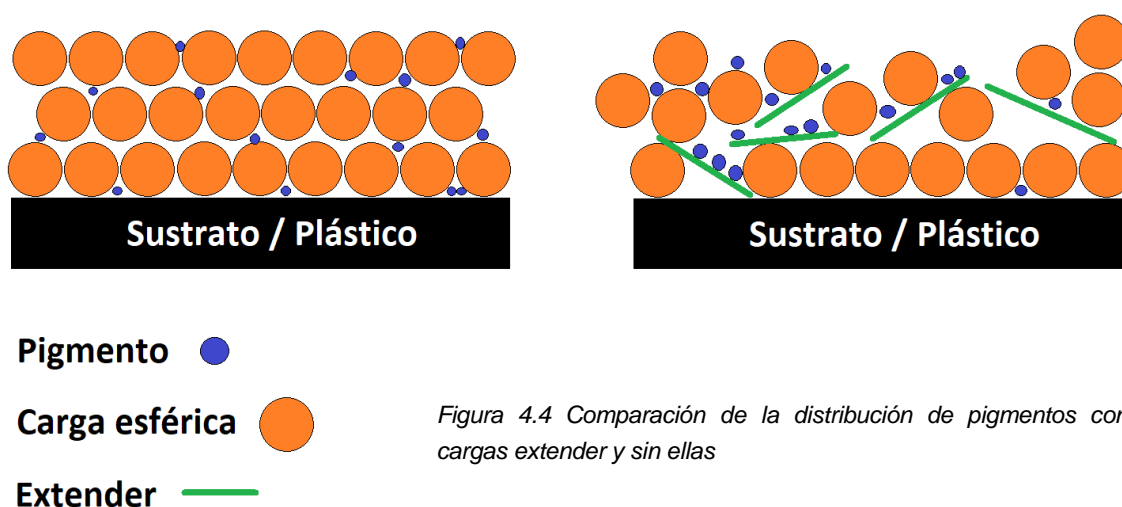 Sustrato / Plástico
Sustrato / Plástico
Pigmento
Carga esférica
Extender
Figura 4.4 Comparación de la distribución de pigmentos con
cargas extender y sin ellas